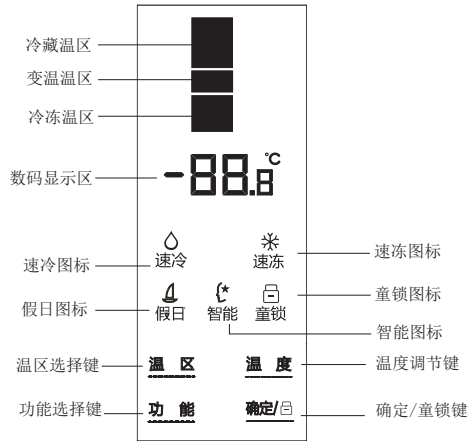 冷藏温区
变温温区
冷冻温区
数码显示区
-88.8℃
速冷
速冻
速冷图标
速冻图标
假日图标
假日
智能
童锁
童锁图标
智能图标
温区选择键
温 区
温 度
温度调节键
功能选择键
功 能
确定/
确定/童锁键